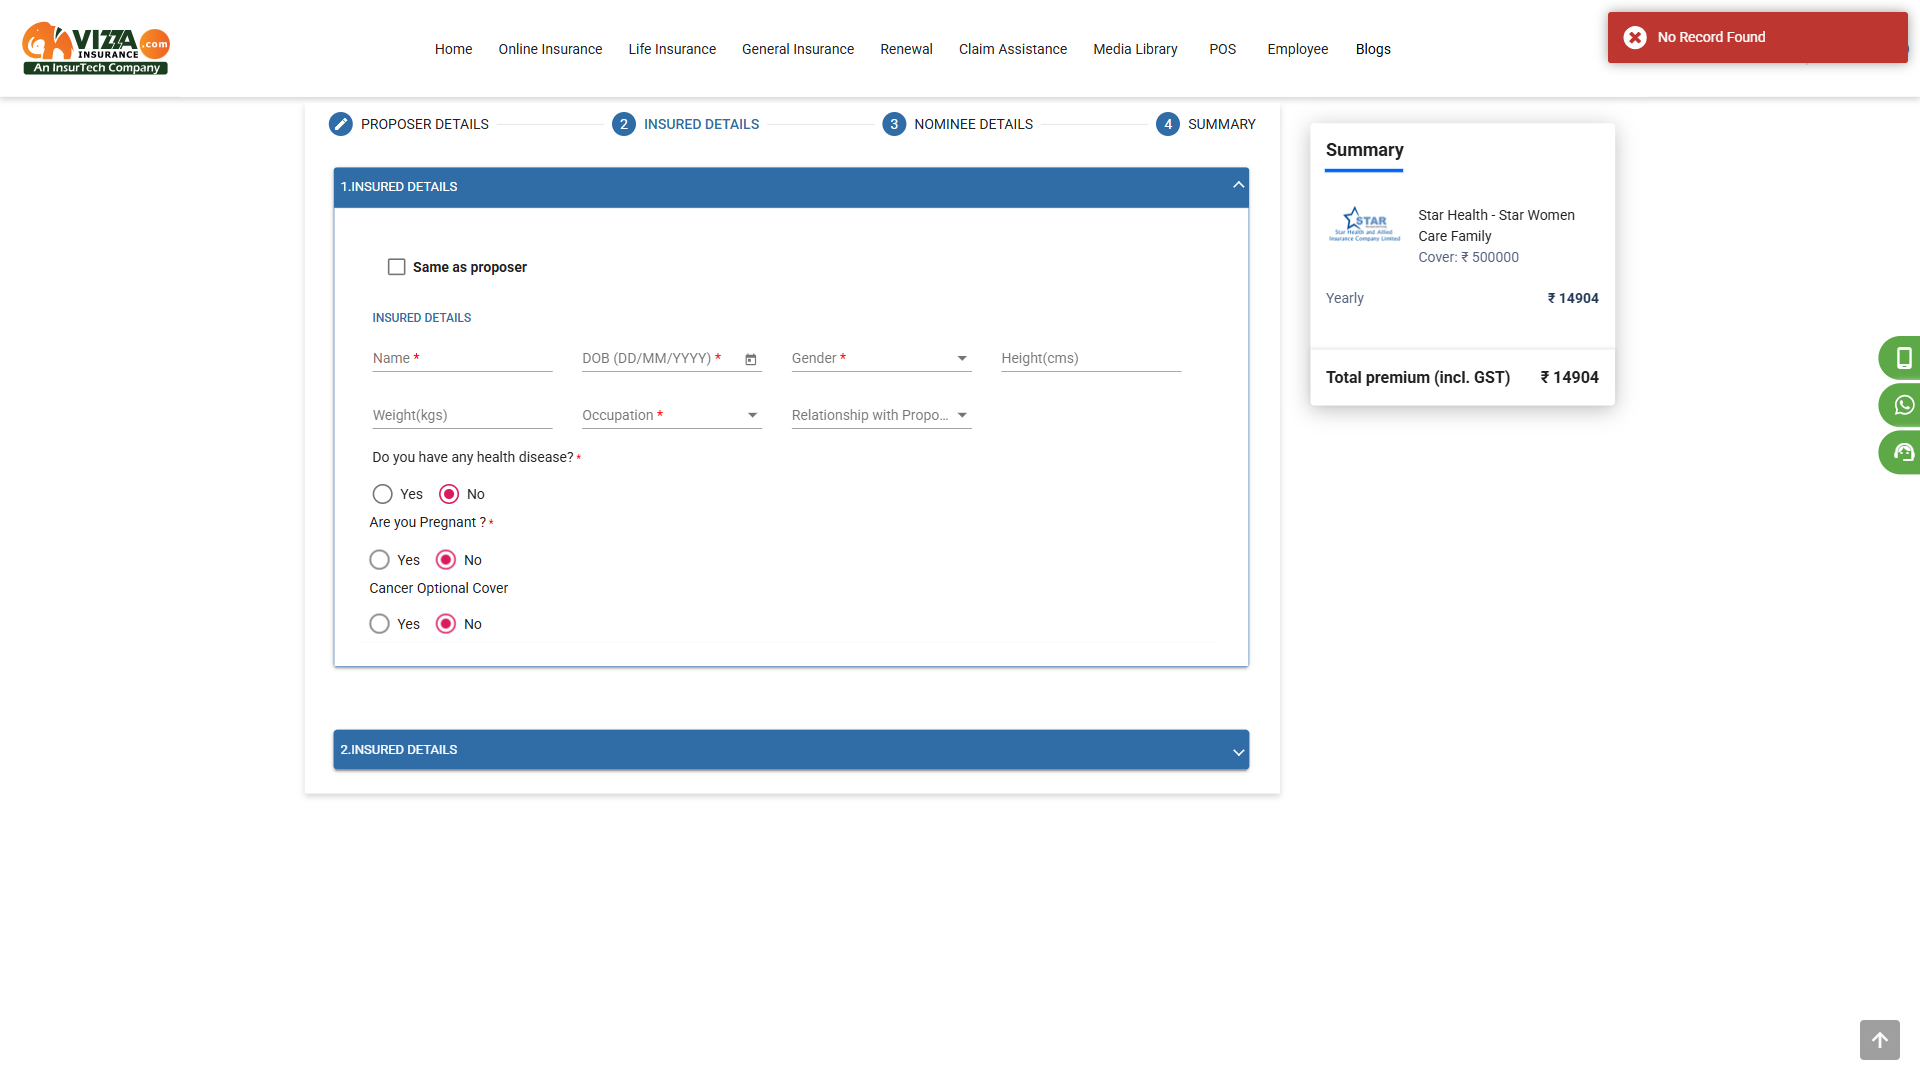 VIZZA
.com
INSURANCE
An InsurTech Company
Home
Online Insurance
Life Insurance
General Insurance
Renewal
Claim Assistance
Media Library
POS
Employee
Blogs
No Record Found
PROPOSER DETAILS
2 INSURED DETAILS
3 NOMINEE DETAILS
4 SUMMARY
1.INSURED DETAILS
Same as proposer
INSURED DETAILS
Name *
DOB (DD/MM/YYYY) *
Gender *
Height(cms)
Weight(kgs)
Occupation *
Relationship with Propo...
Do you have any health disease? *
Yes No
Are you Pregnant ? *
Yes No
Cancer Optional Cover
Yes No
2.INSURED DETAILS
Summary
STAR
Star Health and Allied
Insurance Company Limited
Star Health - Star Women
Care Family
Cover: ₹ 500000
Yearly ₹ 14904
Total premium (incl. GST) ₹ 14904